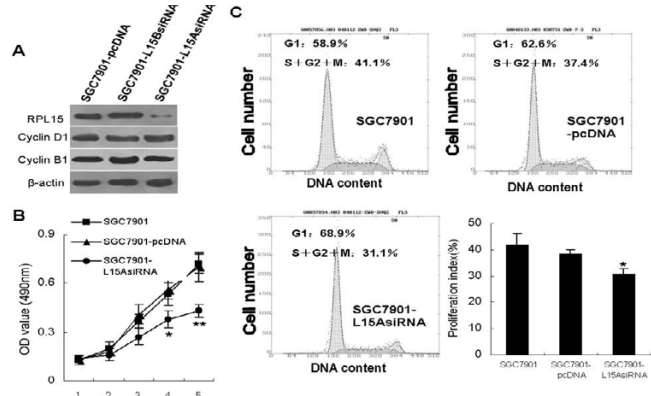 A
SGC7901-pcDNA
SGC7901-L15BsiRNA
SGC7901-L15AsiRNA
RPL15
Cyclin D1
Cyclin B1
β-actin
B
SGC7901
SGC7901-pcDNA
SGC7901-
L15AsiRNA
OD value (490nm)
0.9
0.6
0.3
0
*
**
1 2 3 4 5
C
G1: 58.9%
S+G2+M: 41.1%
SGC7901
Cell number
DNA content
G1: 62.6%
S+G2+M: 37.4%
SGC7901
-pcDNA
Cell number
DNA content
G1: 68.9%
S+G2+M: 31.1%
SGC7901-
L15AsiRNA
Cell number
DNA content
Proliferation index(%)
50
40
30
20
10
0
*
SGC7901
SGC7901-
pcDNA
SGC7901-
L15AsiRNA